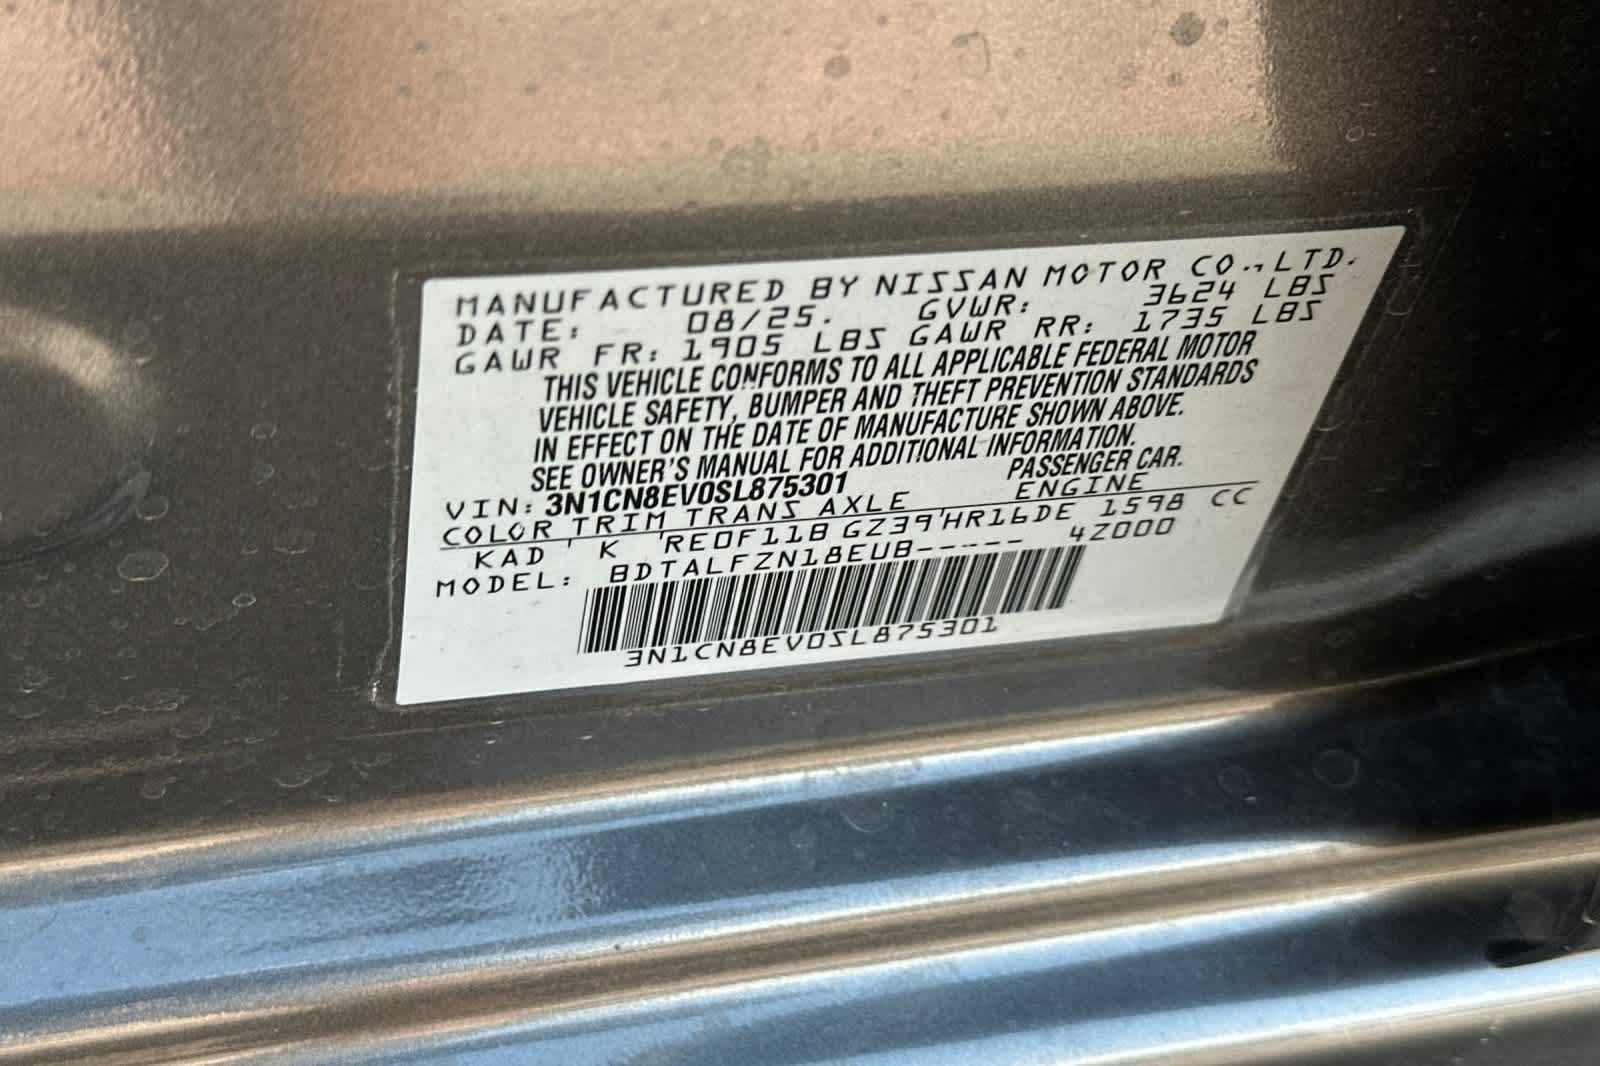 MANUFACTURED BY NISSAN MOTOR CO., LTD.
DATE: 08/25. GVWR: 3624 LBS
GAWR FR: 1905 LBS GAWR RR: 1735 LBS
THIS VEHICLE CONFORMS TO ALL APPLICABLE FEDERAL MOTOR
VEHICLE SAFETY, BUMPER AND THEFT PREVENTION STANDARDS
IN EFFECT ON THE DATE OF MANUFACTURE SHOWN ABOVE.
SEE OWNER'S MANUAL FOR ADDITIONAL INFORMATION.
VIN: 3N1CN8EV0SL875301 PASSENGER CAR.
COLOR TRIM TRANS AXLE ENGINE
KAD ' K 'RE0F11B GZ39'HR16DE 1598 CC
MODEL: BDTALFZN18EUB----- 4Z000
3N1CN8EV0SL875301